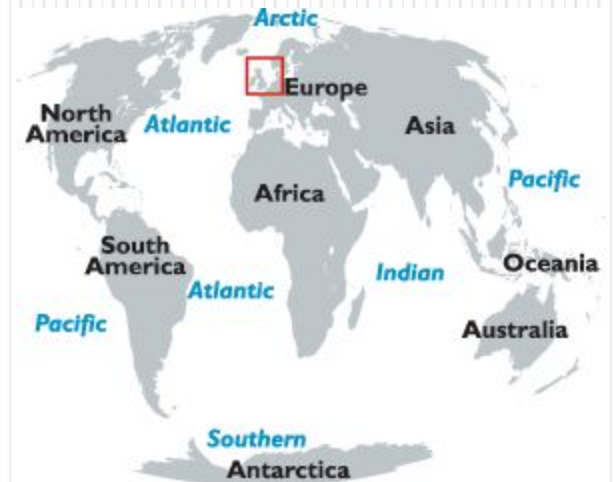 Arctic
Europe
North
America
Atlantic
Asia
Pacific
Africa
South
America
Atlantic
Indian
Oceania
Pacific
Australia
Southern
Antarctica